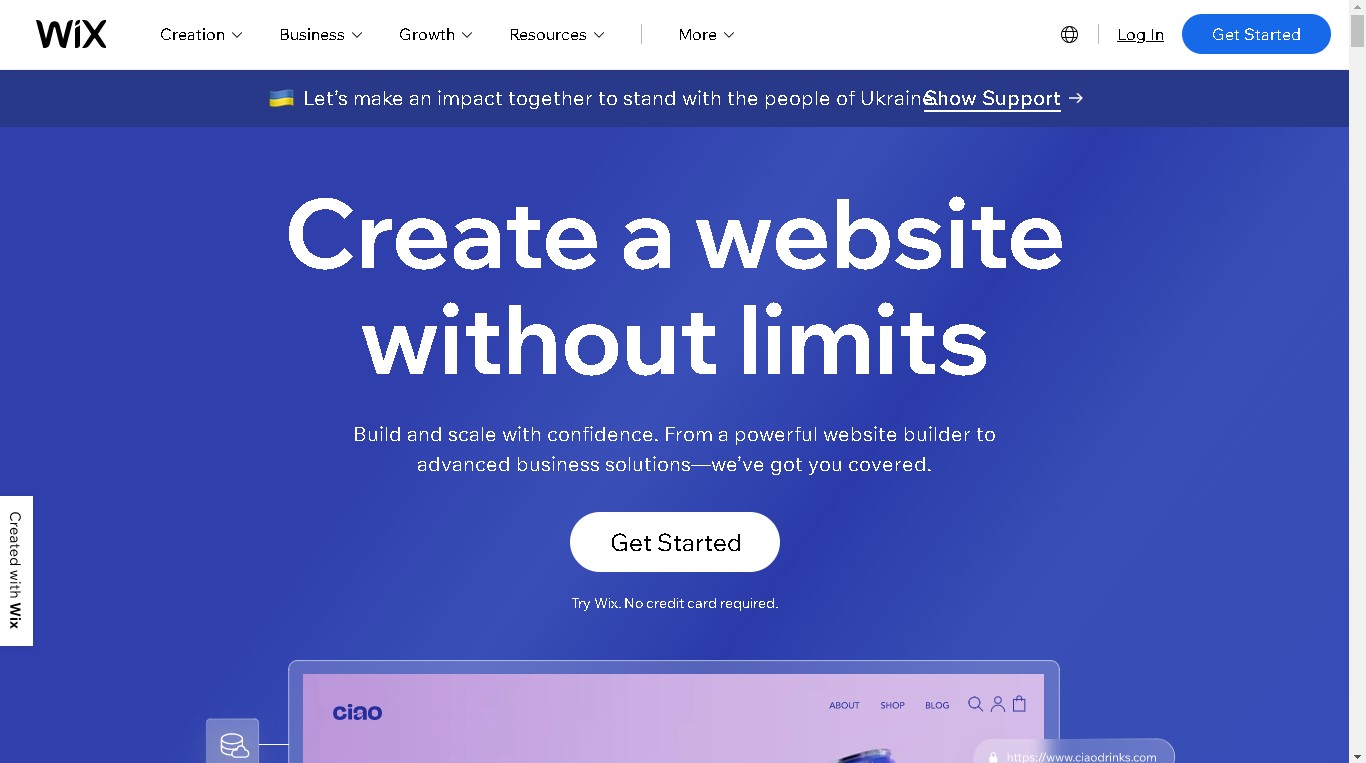 WiX
Creation
Business
Growth
Resources
More
Log In
Get Started
Let's make an impact together to stand with the people of Ukraine.
Show Support →
Create a website
without limits
Build and scale with confidence. From a powerful website builder to
advanced business solutions—we've got you covered.
Get Started
Try Wix. No credit card required.
Created with Wix
ciao
ABOUT
SHOP
BLOG
https://www.ciaodrinks.com